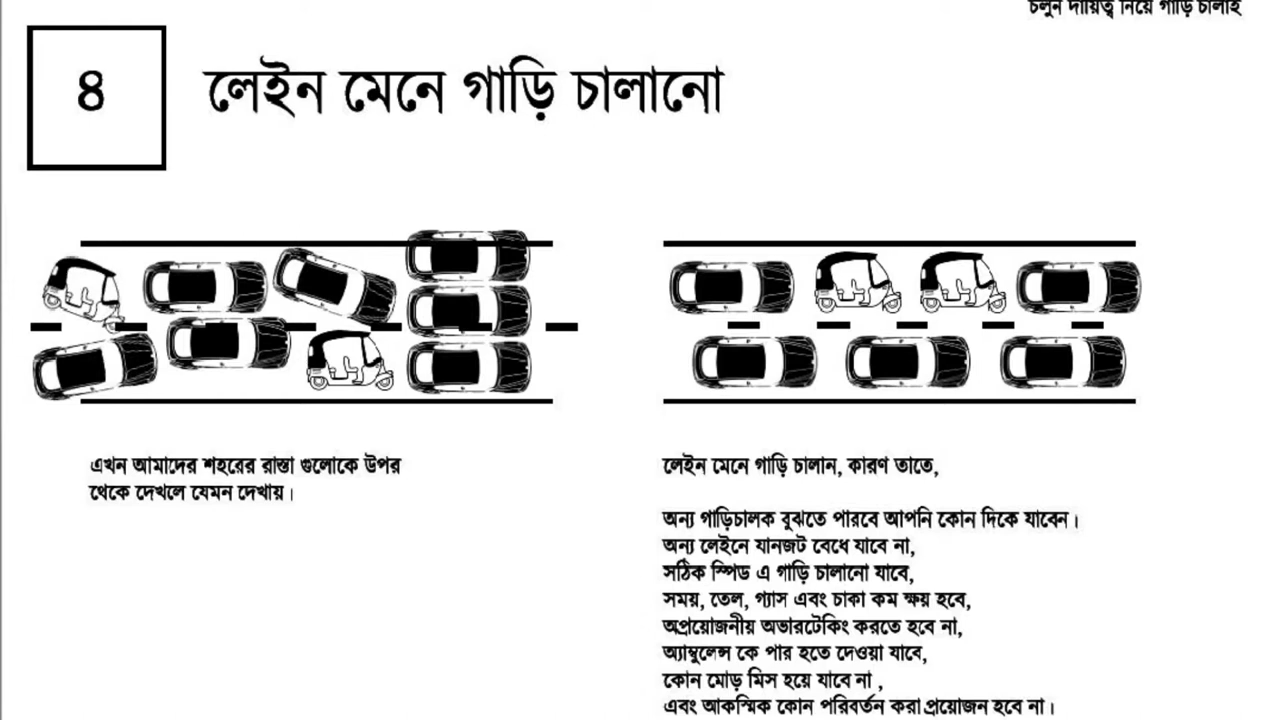 চলুন দায়িত্ব নিয়ে গাড়ি চালাই
৪
লেইন মেনে গাড়ি চালানো
এখন আমাদের শহরের রাস্তা গুলোকে উপর
থেকে দেখলে যেমন দেখায়।
লেইন মেনে গাড়ি চালান, কারণ তাতে,
অন্য গাড়িচালক বুঝতে পারবে আপনি কোন দিকে যাবেন।
অন্য লেইনে যানজট বেধে যাবে না,
সঠিক স্পিড এ গাড়ি চালানো যাবে,
সময়, তেল, গ্যাস এবং চাকা কম ক্ষয় হবে,
অপ্রয়োজনীয় অভারটেকিং করতে হবে না,
অ্যাম্বুলেন্স কে পার হতে দেওয়া যাবে,
কোন মোড় মিস হয়ে যাবে না ,
এবং আকস্মিক কোন পরিবর্তন করা প্রয়োজন হবে না।